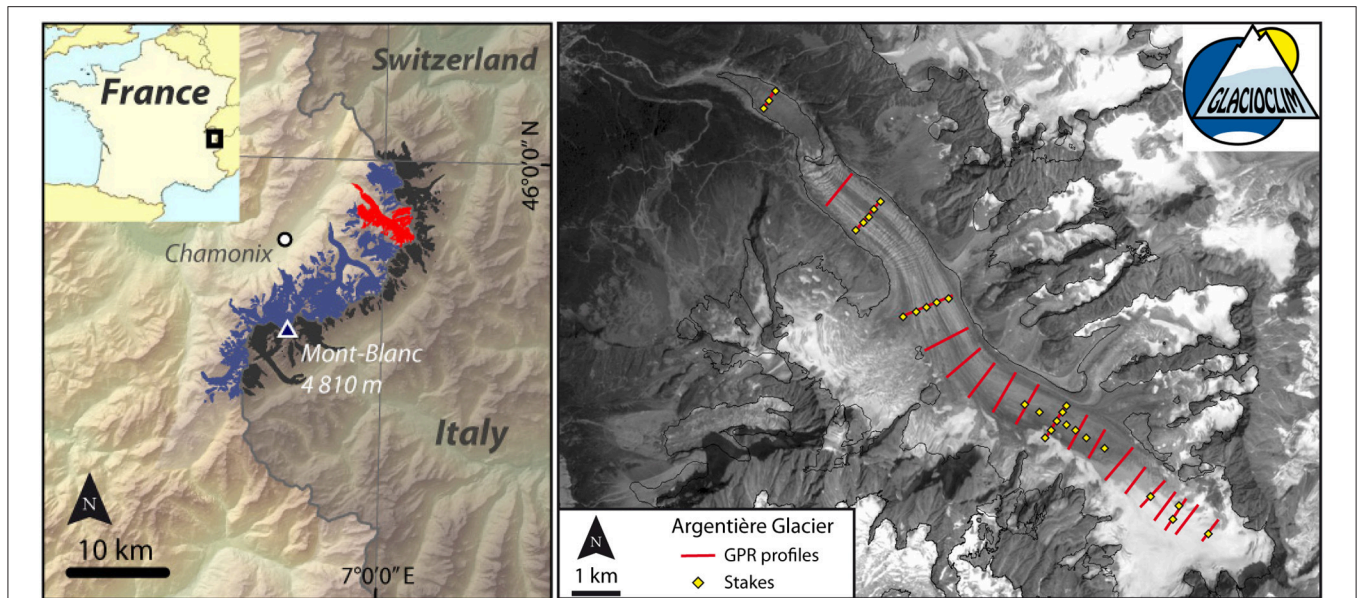 France
Switzerland
46°0'0" N
Chamonix
Mont-Blanc
4 810 m
Italy
N
10 km
7°0'0" E
GLACIOCLIM
N
1 km
Argentière Glacier
GPR profiles
Stakes